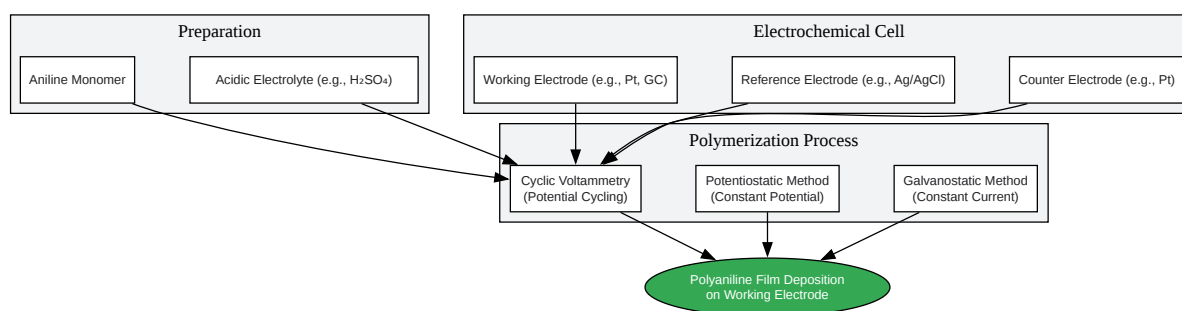 Preparation
Electrochemical Cell
Aniline Monomer
Acidic Electrolyte (e.g., H₂SO₄)
Working Electrode (e.g., Pt, GC)
Reference Electrode (e.g., Ag/AgCl)
Counter Electrode (e.g., Pt)
Polymerization Process
Cyclic Voltammetry
(Potential Cycling)
Potentiostatic Method
(Constant Potential)
Galvanostatic Method
(Constant Current)
Polyaniline Film Deposition
on Working Electrode